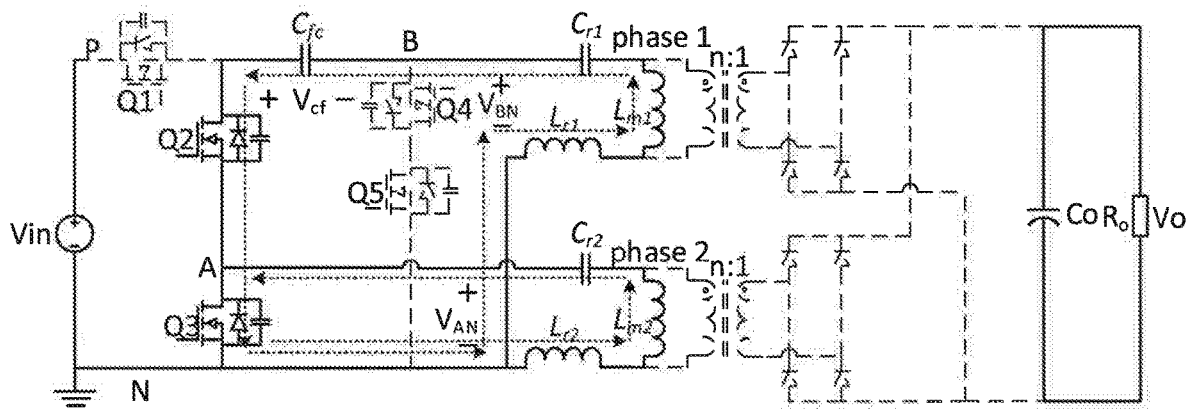 P
Q1
C_fc
B
C_r1
phase 1
n:1
+
V_cf
−
Q4
+
V_BN
−
L_r1
L_m1
Q2
Q5
Vin
Co
R_o
Vo
A
C_r2
phase 2
n:1
+
V_AN
−
L_r2
L_m2
Q3
N